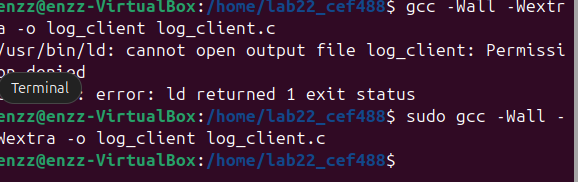 enzz@enzz-VirtualBox:/home/lab22_cef488$ gcc -Wall -Wextr
a -o log_client log_client.c
/usr/bin/ld: cannot open output file log_client: Permissi
on denied
Terminal
: error: ld returned 1 exit status
enzz@enzz-VirtualBox:/home/lab22_cef488$ sudo gcc -Wall -
Wextra -o log_client log_client.c
enzz@enzz-VirtualBox:/home/lab22_cef488$